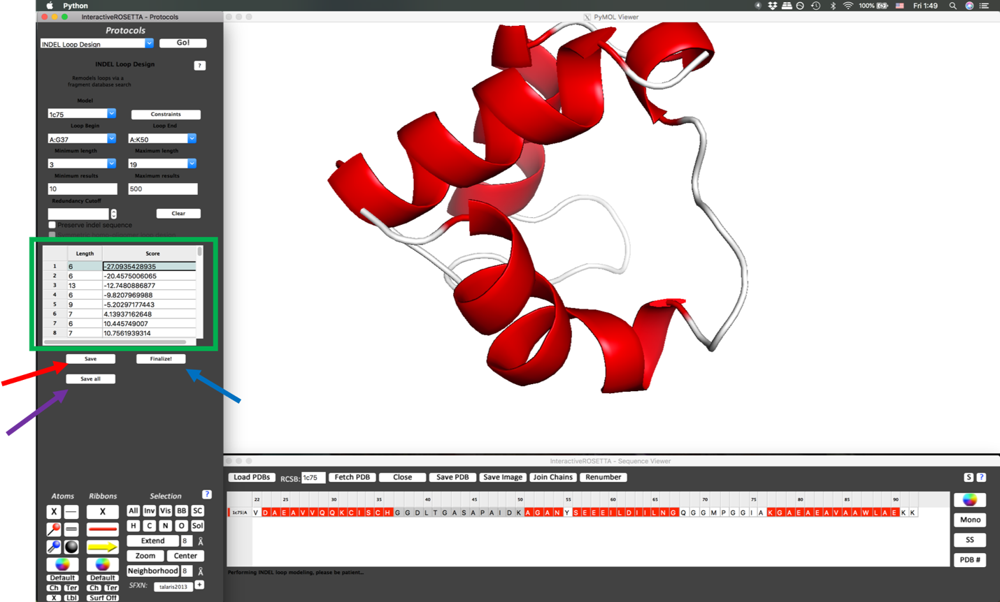 Python
100%
Fri 1:49
InteractiveROSETTA - Protocols
PyMOL Viewer
Protocols
INDEL Loop Design
Go!
INDEL Loop Design
?
Remodels loops via a
fragment database search
Model
1c75
Constraints
Loop Begin
Loop End
A:G37
A:K50
Minimum length
Maximum length
3
19
Minimum results
Maximum results
10
500
Redundancy Cutoff
Clear
Preserve indel sequence
Length Score
1 6 -27.0935428935
2 6 -20.4575006065
3 13 -12.7480886877
4 6 -9.8207969988
5 9 -5.20297177443
6 7 4.13937162648
7 6 10.445749007
8 7 10.7561939314
Save
Finalize!
Save all
InteractiveROSETTA - Sequence Viewer
Load PDBs
RCSB:
1c75
Fetch PDB
Close
Save PDB
Save Image
Join Chains
Renumber
S
?
22 25 30 35 40 45 50 55 60 65 70 75 80 85 90
1c75|A V D A E A V V Q Q K C I S C H G G D L T G A S A P A I D K A G A N Y S E E E I L D I I L N G Q G G M P G G I A K G A E A E A V A A W L A E K K
Performing INDEL loop modeling, please be patient...
Mono
SS
PDB #
Atoms
Ribbons
Selection
?
X
X
All Inv Vis BB SC
H C N O Sol
Extend
8
Å
Zoom
Center
Neighborhood
8
Å
Default
Default
SFXN:
talaris2013
+
Ch Ter
Ch Ter
X Lbl
Surf Off